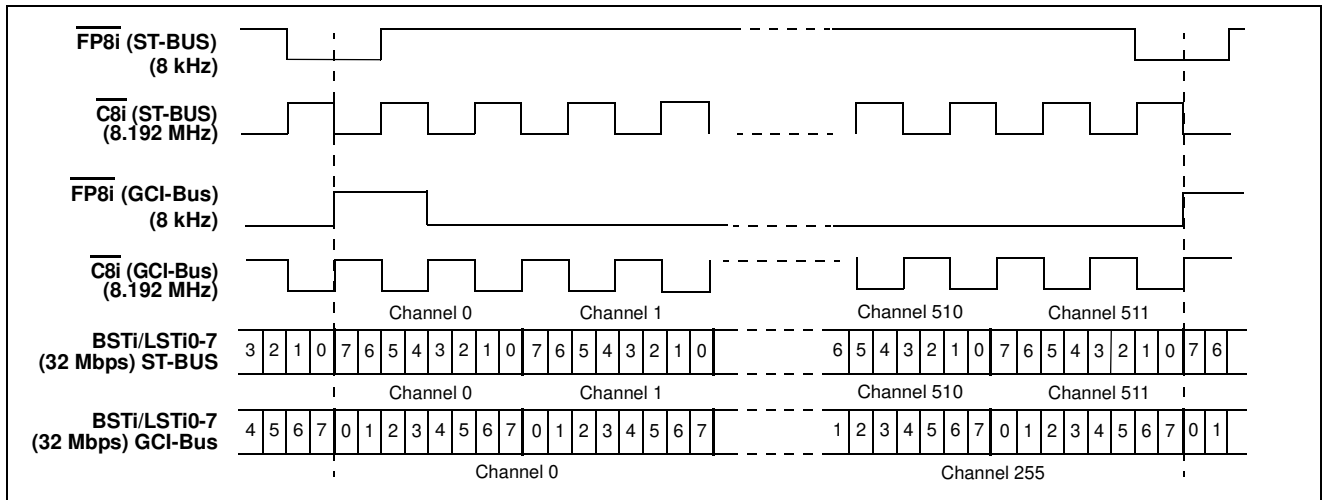 FP8i (ST-BUS)
(8 kHz)
C8i (ST-BUS)
(8.192 MHz)
FP8i (GCI-Bus)
(8 kHz)
C8i (GCI-Bus)
(8.192 MHz)
Channel 0 Channel 1 Channel 510 Channel 511
BSTi/LSTi0-7
(32 Mbps) ST-BUS
3 2 1 0 7 6 5 4 3 2 1 0 7 6 5 4 3 2 1 0 6 5 4 3 2 1 0 7 6 5 4 3 2 1 0 7 6
Channel 0 Channel 1 Channel 510 Channel 511
BSTi/LSTi0-7
(32 Mbps) GCI-Bus
4 5 6 7 0 1 2 3 4 5 6 7 0 1 2 3 4 5 6 7 1 2 3 4 5 6 7 0 1 2 3 4 5 6 7 0 1
Channel 0 Channel 255